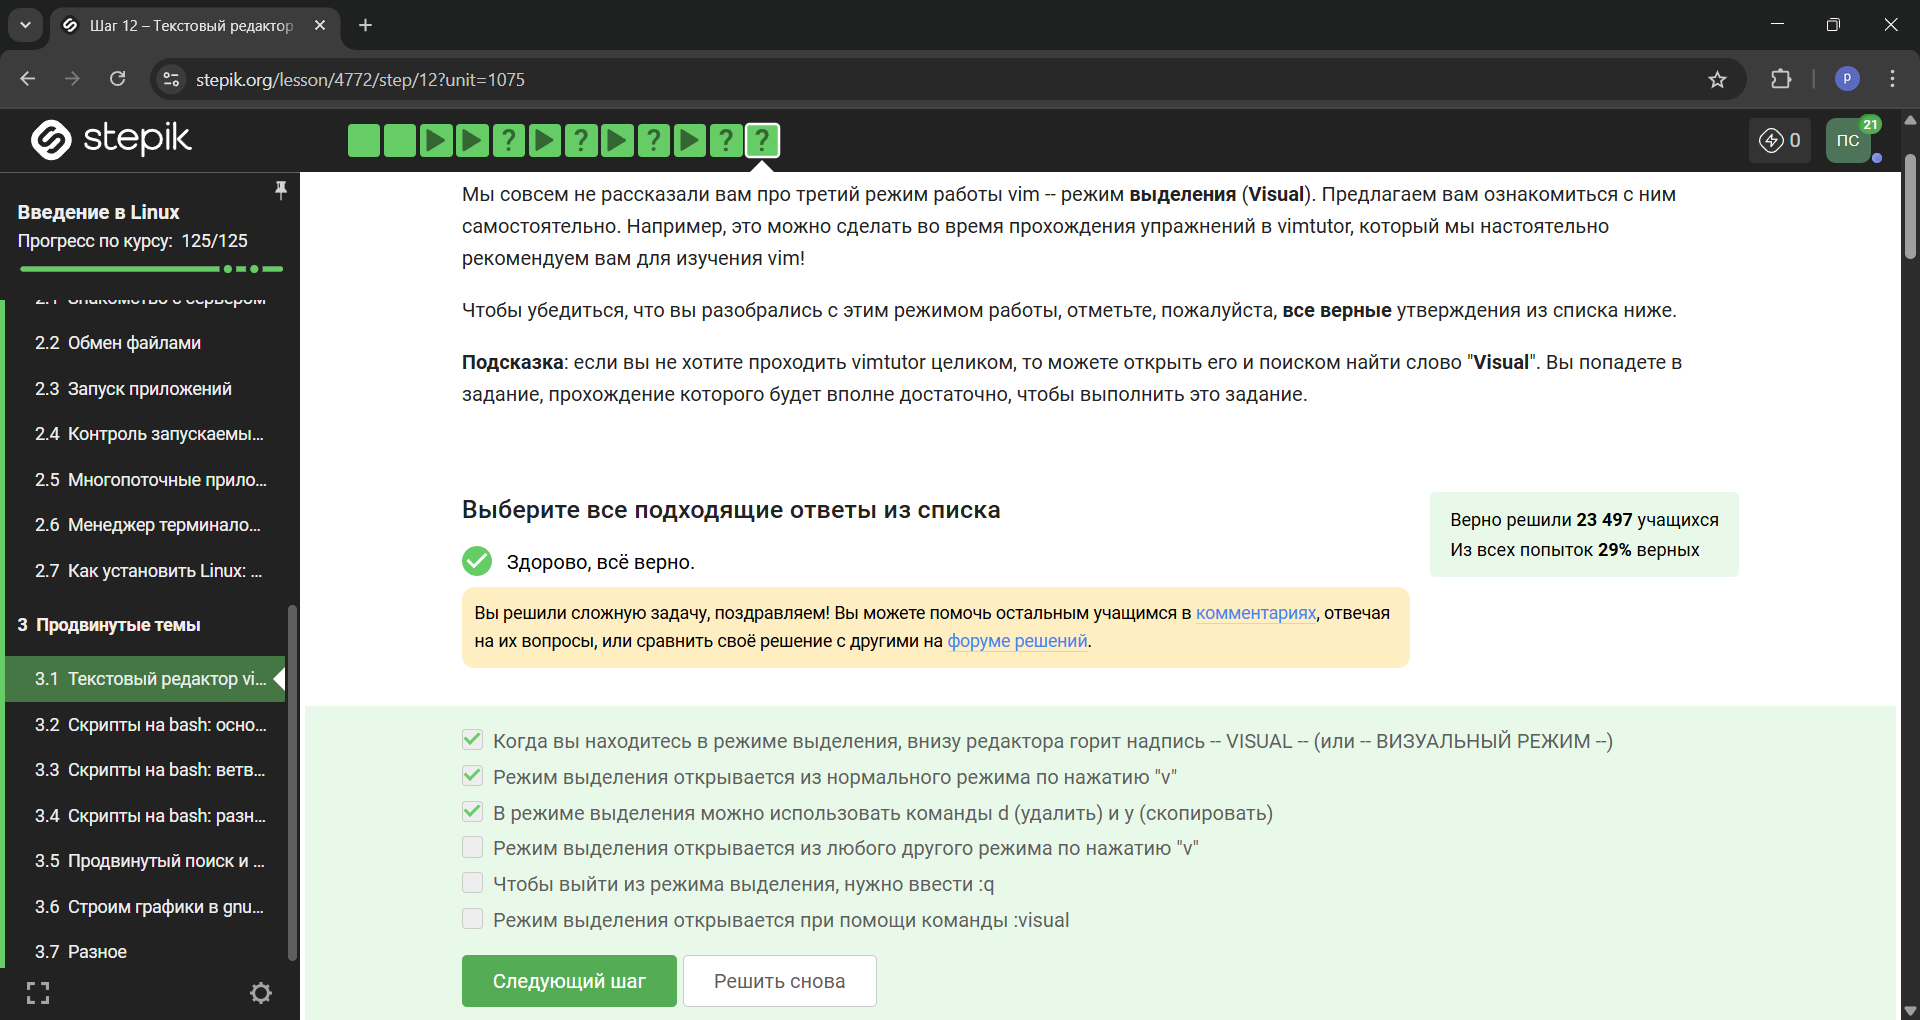 Шаг 12 – Текстовый редактор
stepik.org/lesson/4772/step/12?unit=1075
P
stepik
? ? ? ? ?
0
ПС
21
Введение в Linux
Прогресс по курсу: 125/125
2.1 Знакомство с сервером
2.2 Обмен файлами
2.3 Запуск приложений
2.4 Контроль запускаемы...
2.5 Многопоточные прило...
2.6 Менеджер терминало...
2.7 Как установить Linux: ...
3 Продвинутые темы
3.1 Текстовый редактор vi...
3.2 Скрипты на bash: осно...
3.3 Скрипты на bash: ветв...
3.4 Скрипты на bash: разн...
3.5 Продвинутый поиск и ...
3.6 Строим графики в gnu...
3.7 Разное
Мы совсем не рассказали вам про третий режим работы vim -- режим выделения (Visual). Предлагаем вам ознакомиться с ним
самостоятельно. Например, это можно сделать во время прохождения упражнений в vimtutor, который мы настоятельно
рекомендуем вам для изучения vim!
Чтобы убедиться, что вы разобрались с этим режимом работы, отметьте, пожалуйста, все верные утверждения из списка ниже.
Подсказка: если вы не хотите проходить vimtutor целиком, то можете открыть его и поиском найти слово "Visual". Вы попадете в
задание, прохождение которого будет вполне достаточно, чтобы выполнить это задание.
Выберите все подходящие ответы из списка
Здорово, всё верно.
Вы решили сложную задачу, поздравляем! Вы можете помочь остальным учащимся в комментариях, отвечая
на их вопросы, или сравнить своё решение с другими на форуме решений.
Верно решили 23 497 учащихся
Из всех попыток 29% верных
Когда вы находитесь в режиме выделения, внизу редактора горит надпись -- VISUAL -- (или -- ВИЗУАЛЬНЫЙ РЕЖИМ --)
Режим выделения открывается из нормального режима по нажатию "v"
В режиме выделения можно использовать команды d (удалить) и y (скопировать)
Режим выделения открывается из любого другого режима по нажатию "v"
Чтобы выйти из режима выделения, нужно ввести :q
Режим выделения открывается при помощи команды :visual
Следующий шаг
Решить снова